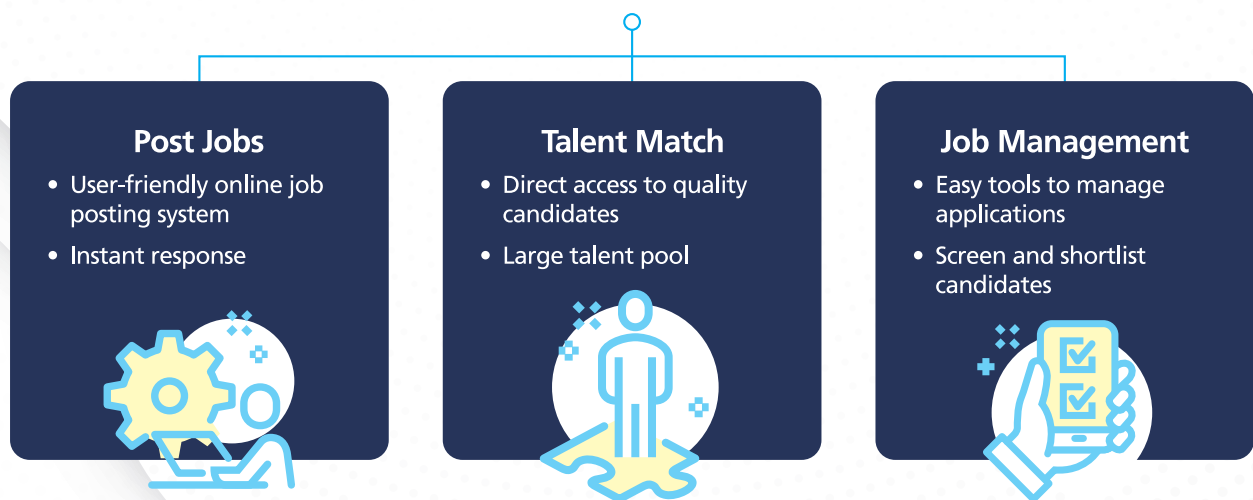 Post Jobs
• User-friendly online job
posting system
• Instant response
Talent Match
• Direct access to quality
candidates
• Large talent pool
Job Management
• Easy tools to manage
applications
• Screen and shortlist
candidates